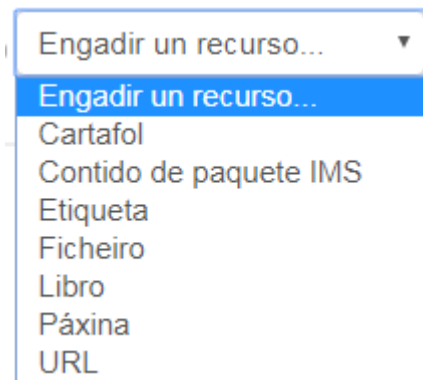 Engadir un recurso...
Engadir un recurso...
Cartafol
Contido de paquete IMS
Etiqueta
Ficheiro
Libro
Páxina
URL